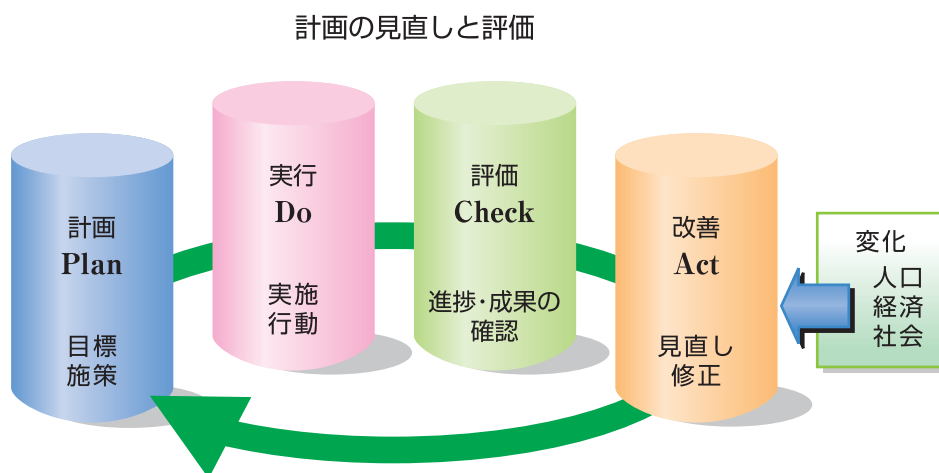 計画の見直しと評価
計画
Plan
目標
施策
実行
Do
実施
行動
評価
Check
進捗・成果の
確認
改善
Act
見直し
修正
変化
人口
経済
社会